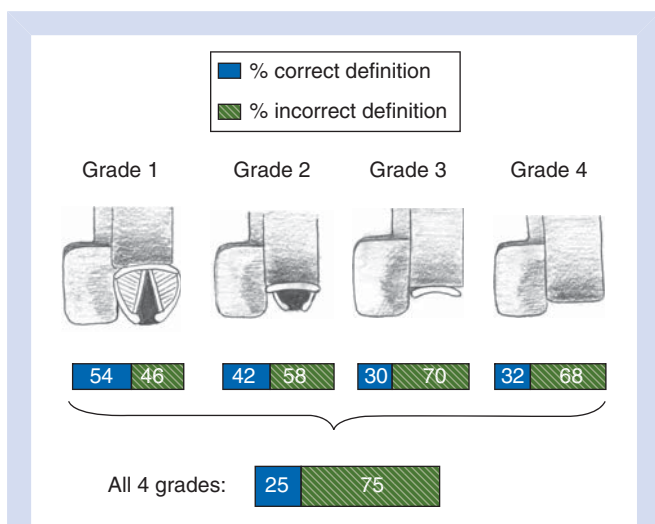 % correct definition
% incorrect definition
Grade 1 Grade 2 Grade 3 Grade 4
54 46 42 58 30 70 32 68
All 4 grades: 25 75